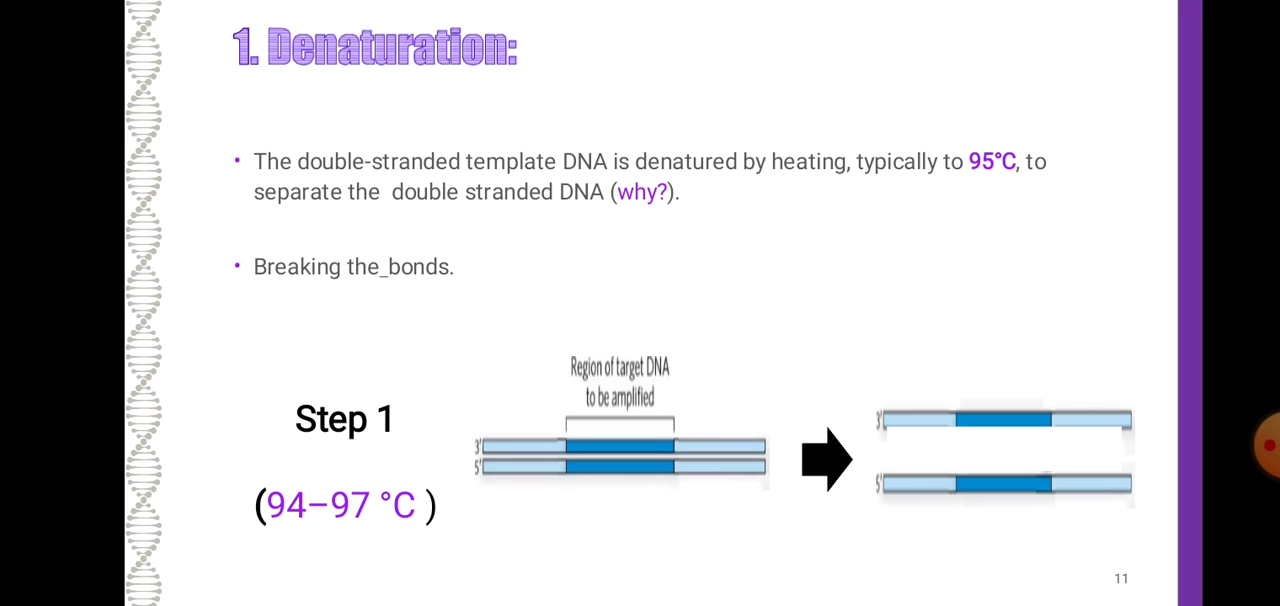 1. Denaturation:
• The double-stranded template DNA is denatured by heating, typically to 95°C, to
separate the  double stranded DNA (why?).
• Breaking the_bonds.
Region of target DNA
to be amplified
Step 1
3'
5'
3'
5'
(94–97 °C )
11